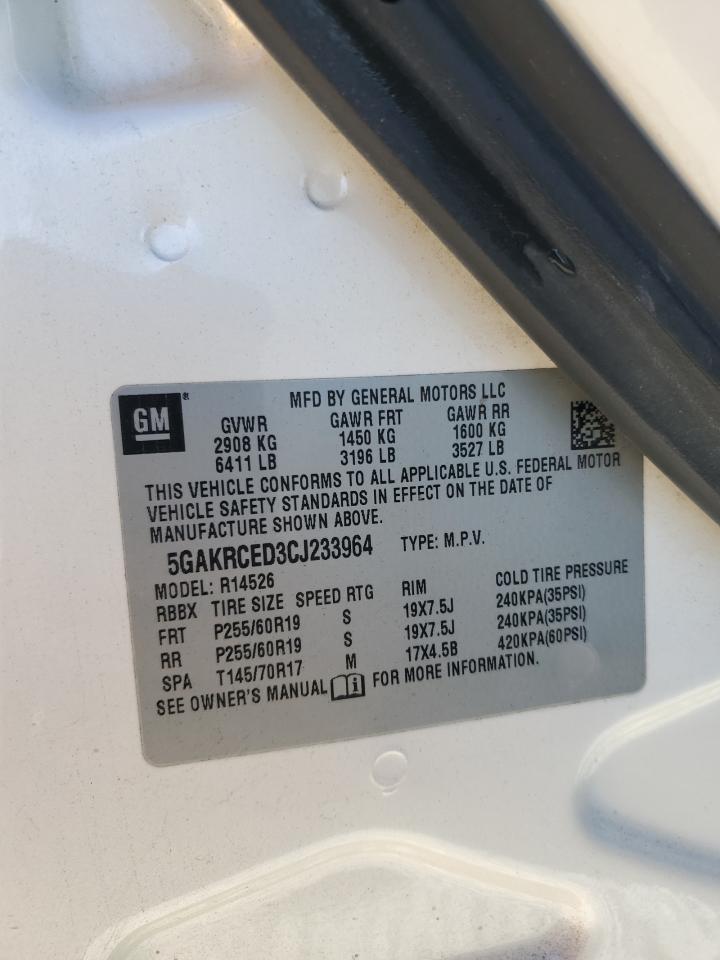 GM ®
MFD BY GENERAL MOTORS LLC
GVWR GAWR FRT GAWR RR
2908 KG 1450 KG 1600 KG
6411 LB 3196 LB 3527 LB
THIS VEHICLE CONFORMS TO ALL APPLICABLE U.S. FEDERAL MOTOR
VEHICLE SAFETY STANDARDS IN EFFECT ON THE DATE OF
MANUFACTURE SHOWN ABOVE.
5GAKRCED3CJ233964 TYPE: M.P.V.
MODEL: R14526
RBBX TIRE SIZE SPEED RTG RIM COLD TIRE PRESSURE
FRT P255/60R19 S 19X7.5J 240KPA(35PSI)
RR P255/60R19 S 19X7.5J 240KPA(35PSI)
SPA T145/70R17 M 17X4.5B 420KPA(60PSI)
SEE OWNER'S MANUAL i FOR MORE INFORMATION.